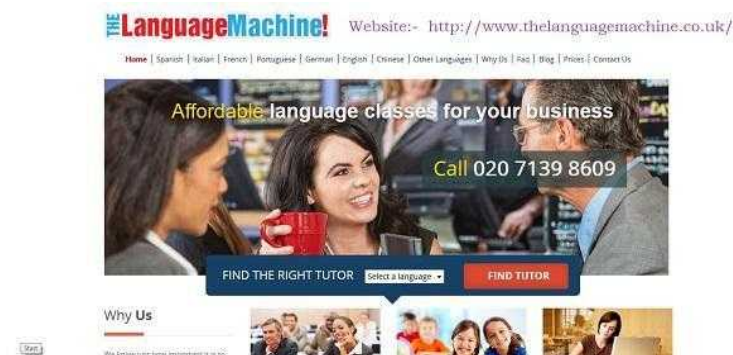 THE LanguageMachine! Website:- http://www.thelanguagemachine.co.uk/
Home | Spanish | Italian | French | Portuguese | German | English | Chinese | Other Languages | Why Us | Faq | Blog | Prices | Contact Us
Affordable language classes for your business
Call 020 7139 8609
FIND THE RIGHT TUTOR Select a language FIND TUTOR
Why Us
Start